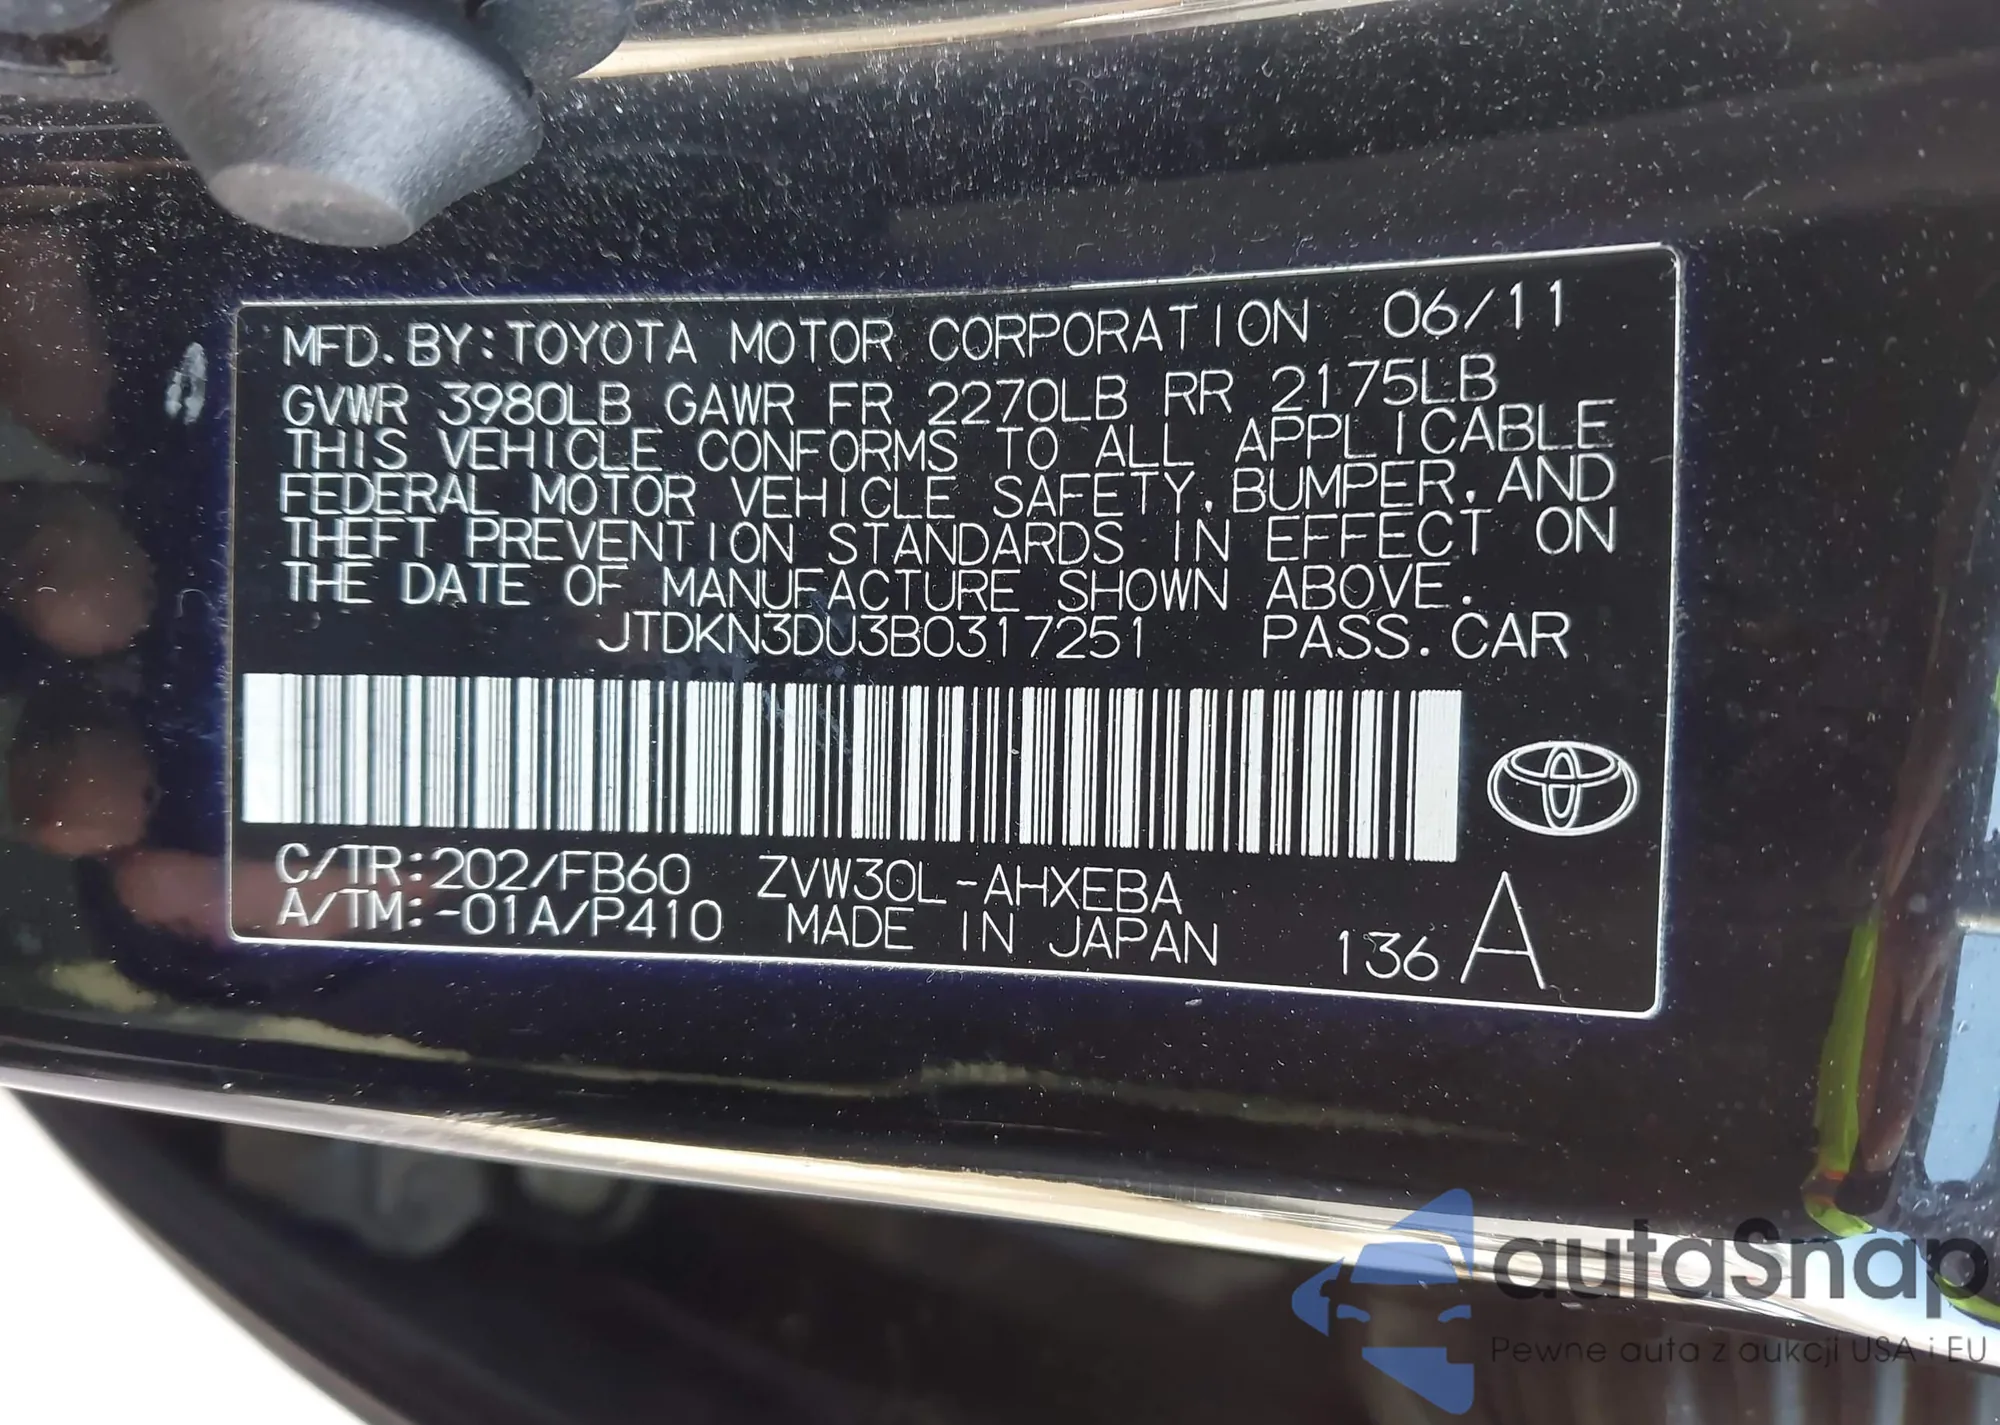 MFD. BY: TOYOTA MOTOR CORPORATION 06/11
GVWR 3980LB GAWR FR 2270LB RR 2175LB
THIS VEHICLE CONFORMS TO ALL APPLICABLE
FEDERAL MOTOR VEHICLE SAFETY, BUMPER, AND
THEFT PREVENTION STANDARDS IN EFFECT ON
THE DATE OF MANUFACTURE SHOWN ABOVE.
JTDKN3DU3B0317251 PASS. CAR
C/TR: 202/FB60 ZVW30L-AHXEBA
A/TM: -01A/P410 MADE IN JAPAN 136 A
autoSnap
Pewne auta z aukcji USA i EU